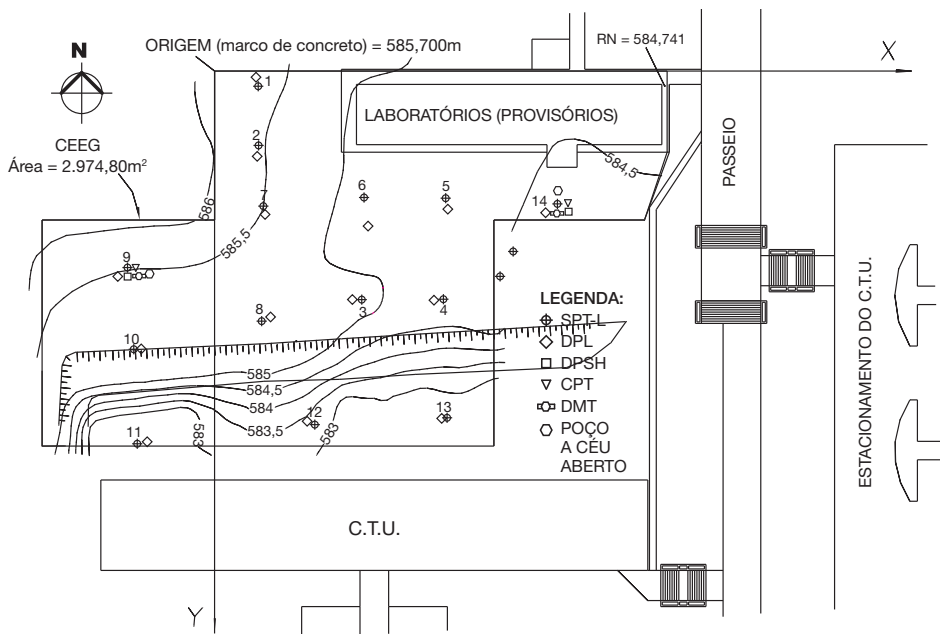 N
ORIGEM (marco de concreto) = 585,700m
RN = 584,741
X
CEEG
Área = 2.974,80m²
LABORATÓRIOS (PROVISÓRIOS)
PASSEIO
1
2
584,5
586
7
6
5
14
585,5
9
8
3
4
10
LEGENDA:
SPT-L
DPL
DPSH
CPT
DMT
POÇO
A CÉU
ABERTO
585
584,5
584
583,5
583
583
12
13
11
ESTACIONAMENTO DO C.T.U.
C.T.U.
Y